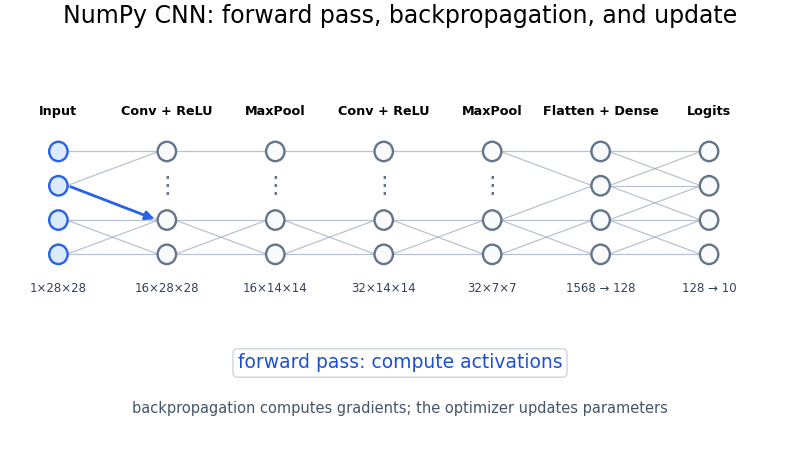 NumPy CNN: forward pass, backpropagation, and update
Input Conv + ReLU MaxPool Conv + ReLU MaxPool Flatten + Dense Logits
1×28×28 16×28×28 16×14×14 32×14×14 32×7×7 1568 → 128 128 → 10
forward pass: compute activations
backpropagation computes gradients; the optimizer updates parameters